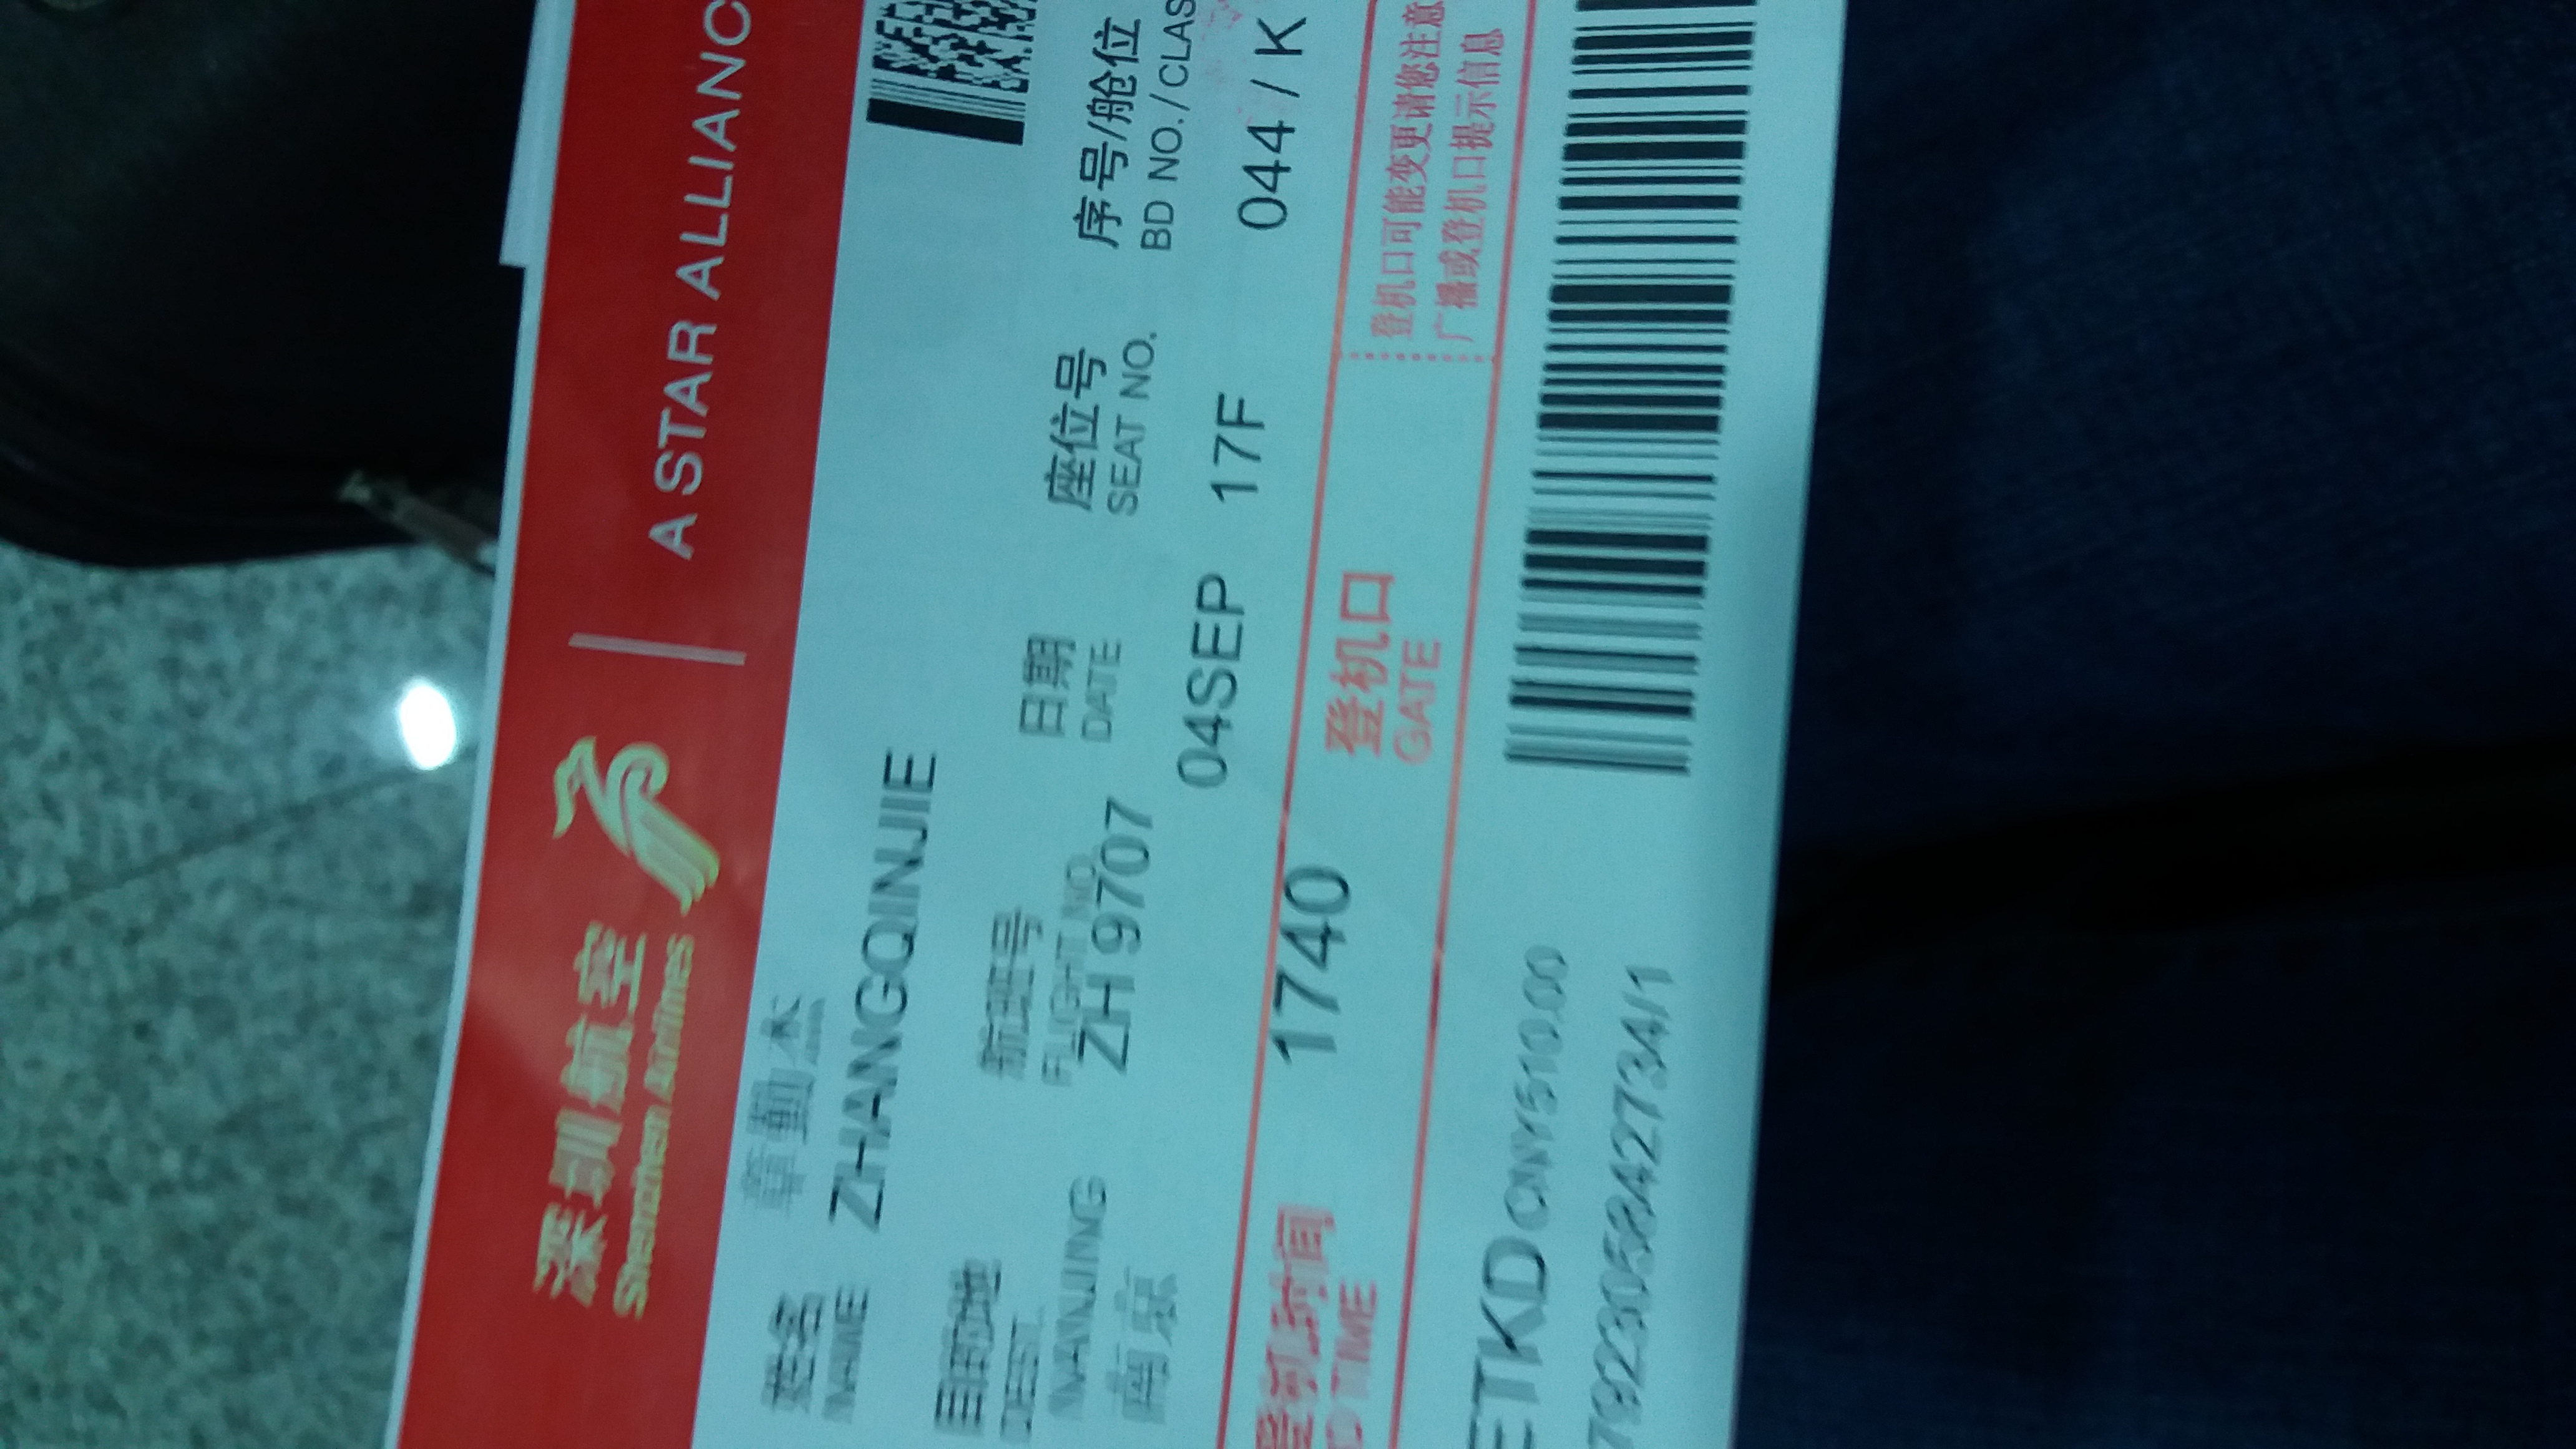 深圳航空
Shenzhen Airlines
A STAR ALLIANC
姓名 章勤杰
NAME ZHANGQINJIE
目的地 航班号 日期 座位号 序号/舱位
DEST. FLIGHT NO. DATE SEAT NO. BD NO./CLAS
NANJING ZH 9707 04SEP 17F 044 / K
南京
登机时间 1740 登机口 登机口可能变更请您注意
D TIME GATE 广播或登机口提示信息
ETKD CNY510.00
792305842734/1